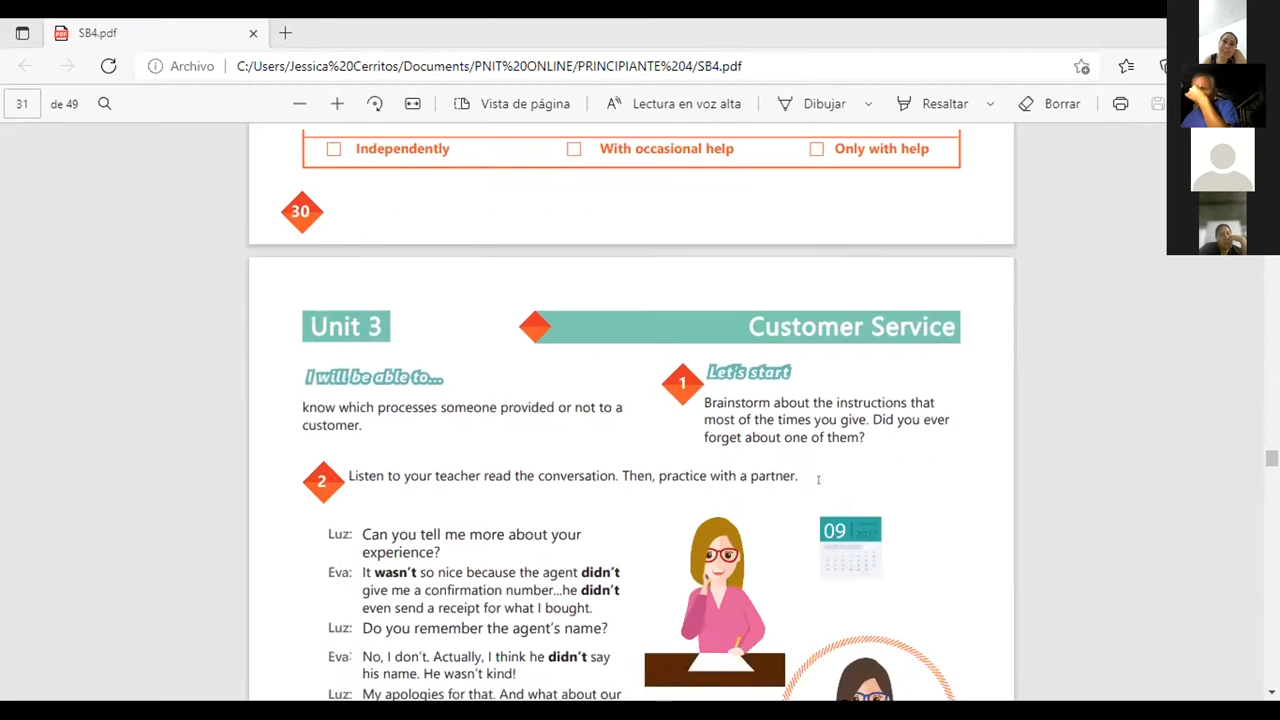 SB4.pdf
Archivo C:/Users/Jessica%20Cerritos/Documents/PNIT%20ONLINE/PRINCIPIANTE%204/SB4.pdf
31 de 49 Vista de página Lectura en voz alta Dibujar Resaltar Borrar
Independently With occasional help Only with help
30
Unit 3 Customer Service
I will be able to...
know which processes someone provided or not to a
customer.
1 Let's start
Brainstorm about the instructions that
most of the times you give. Did you ever
forget about one of them?
2 Listen to your teacher read the conversation. Then, practice with a partner.
Luz: Can you tell me more about your
experience?
Eva: It wasn't so nice because the agent didn't
give me a confirmation number...he didn't
even send a receipt for what I bought.
Luz: Do you remember the agent's name?
Eva: No, I don't. Actually, I think he didn't say
his name. He wasn't kind!
Luz: My apologies for that. And what about our
09